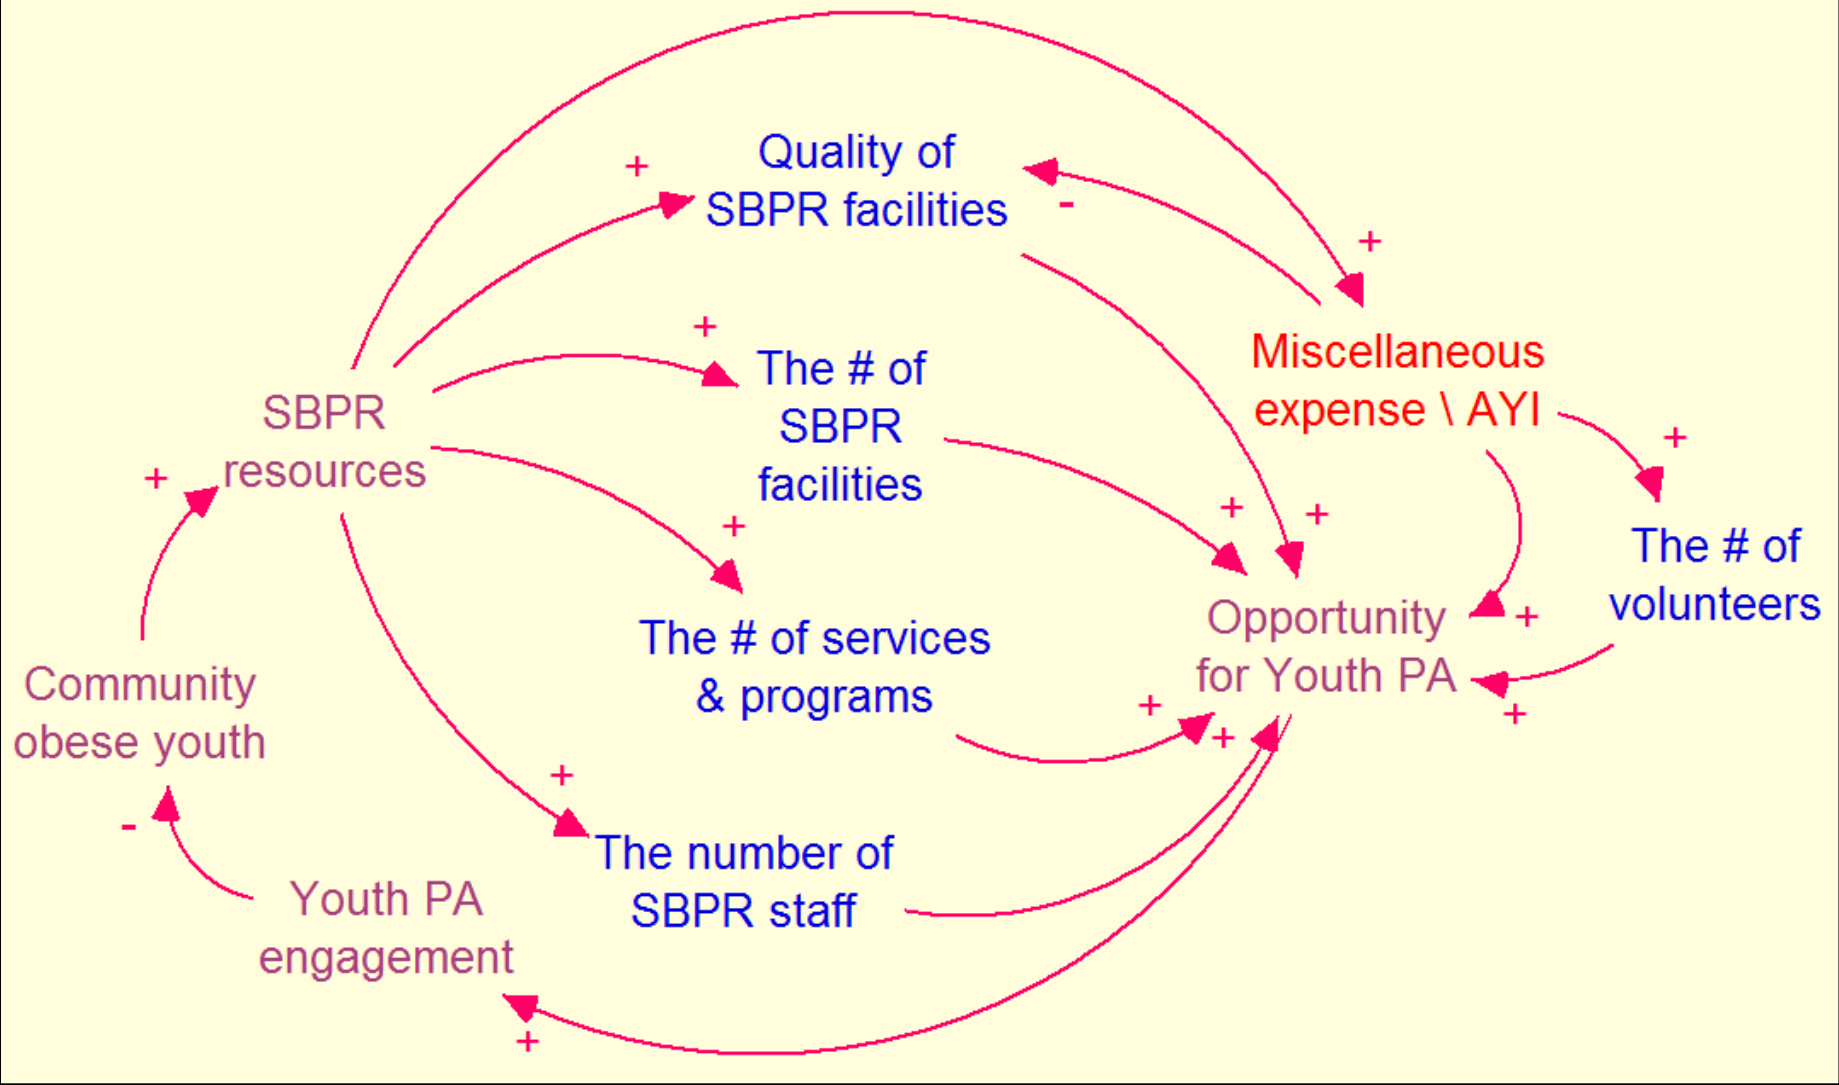 Quality of
SBPR facilities
+
-
+
+
Miscellaneous
expense \ AYI
The # of
SBPR
facilities
SBPR
resources
+
+
+
+
+
The # of
volunteers
Opportunity
for Youth PA
+
+
The # of services
& programs
+
+
Community
obese youth
+
The number of
SBPR staff
-
Youth PA
engagement
+